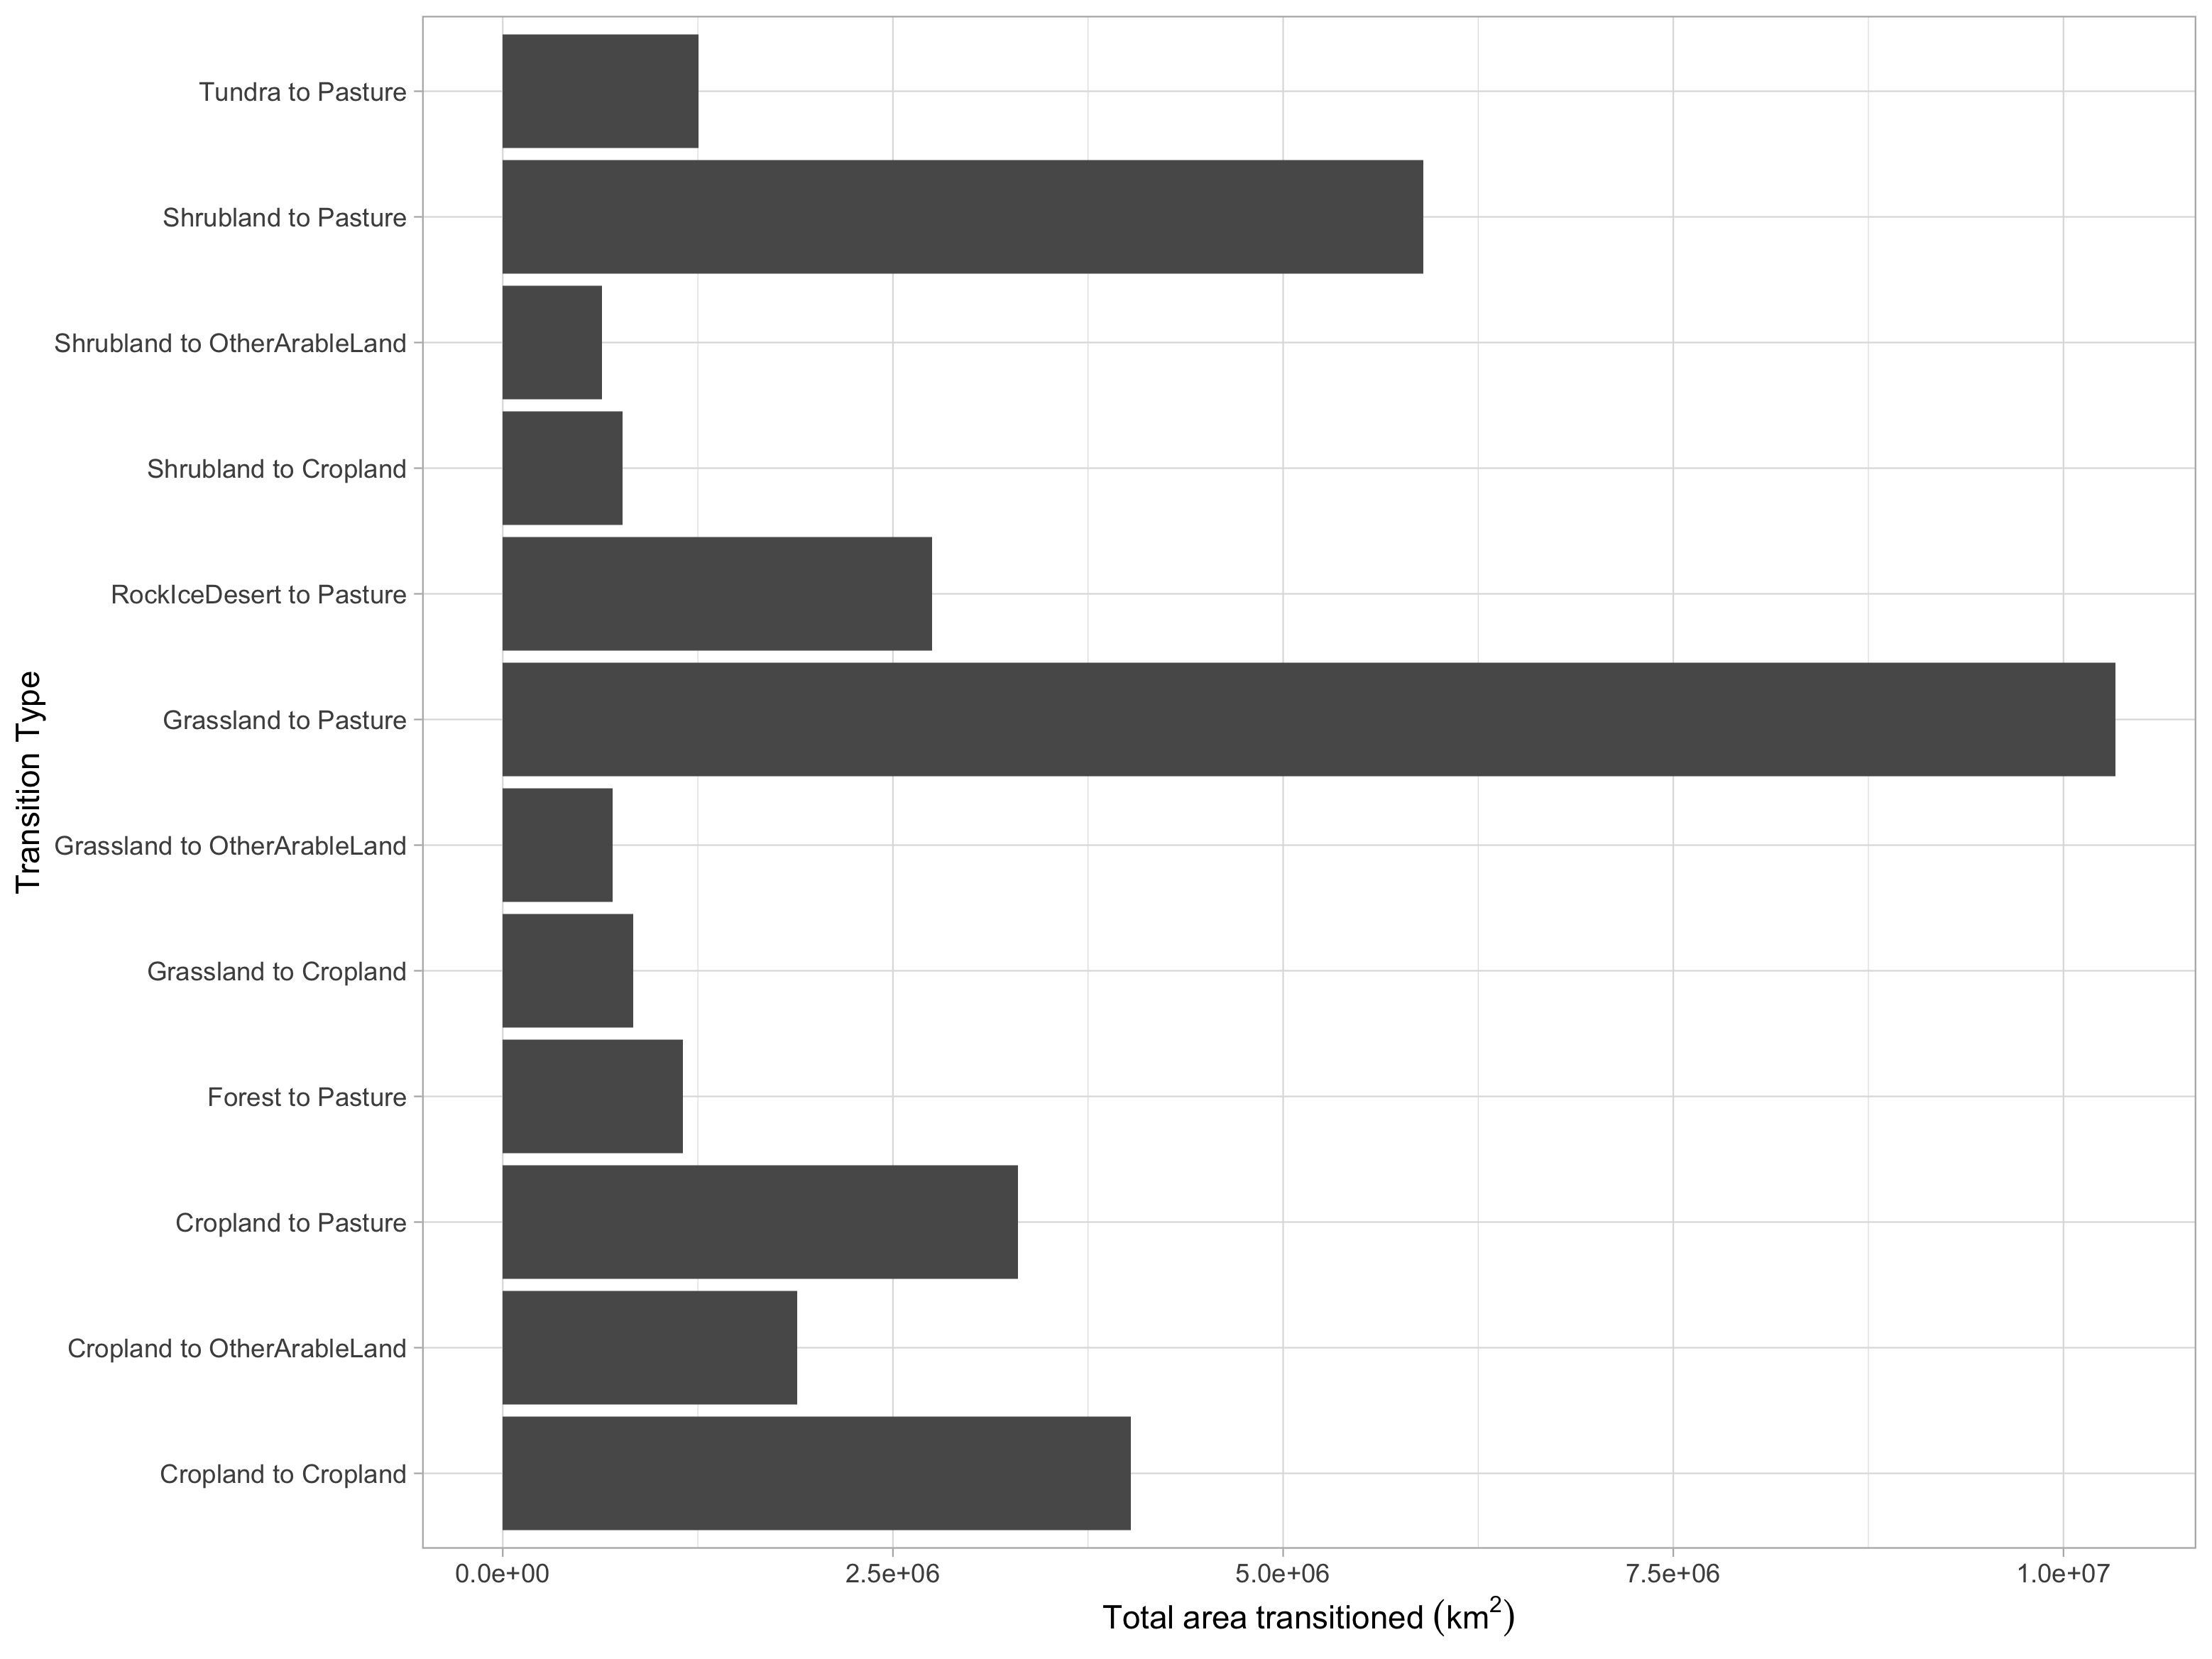 Transition Type
Tundra to Pasture
Shrubland to Pasture
Shrubland to OtherArableLand
Shrubland to Cropland
RockIceDesert to Pasture
Grassland to Pasture
Grassland to OtherArableLand
Grassland to Cropland
Forest to Pasture
Cropland to Pasture
Cropland to OtherArableLand
Cropland to Cropland
0.0e+00 2.5e+06 5.0e+06 7.5e+06 1.0e+07
Total area transitioned (km²)